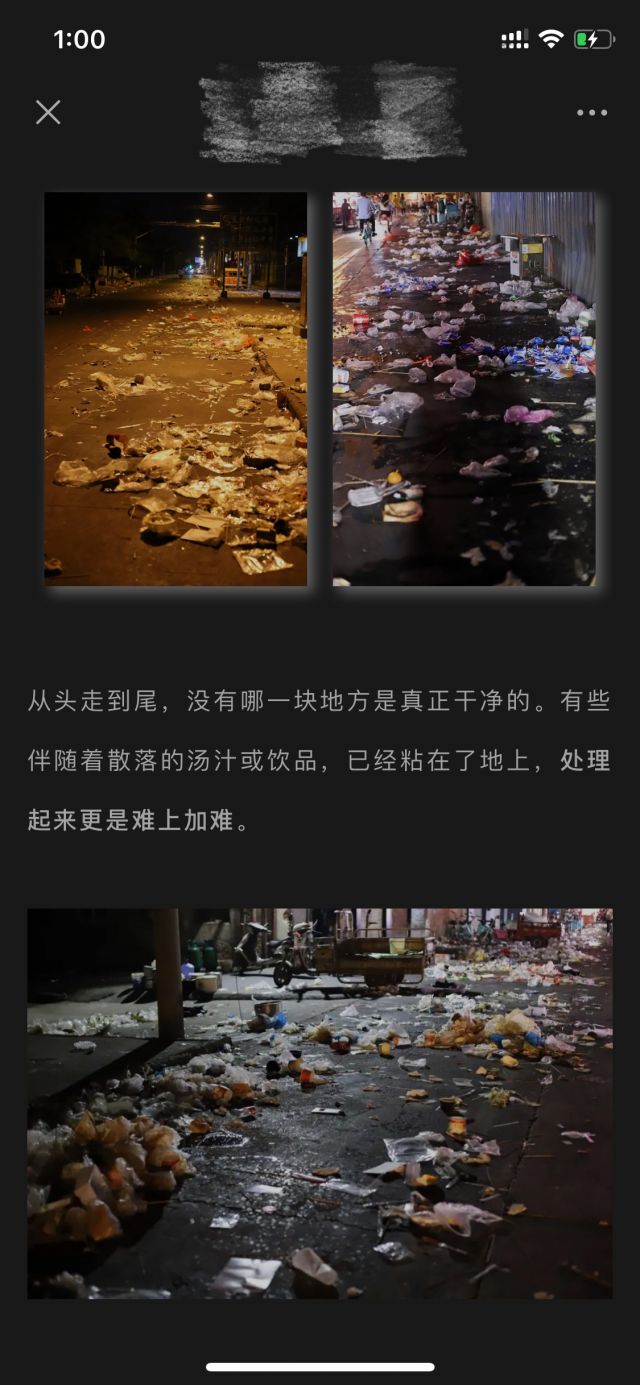 1:00
从头走到尾，没有哪一块地方是真正干净的。有些
伴随着散落的汤汁或饮品，已经粘在了地上，处理
起来更是难上加难。